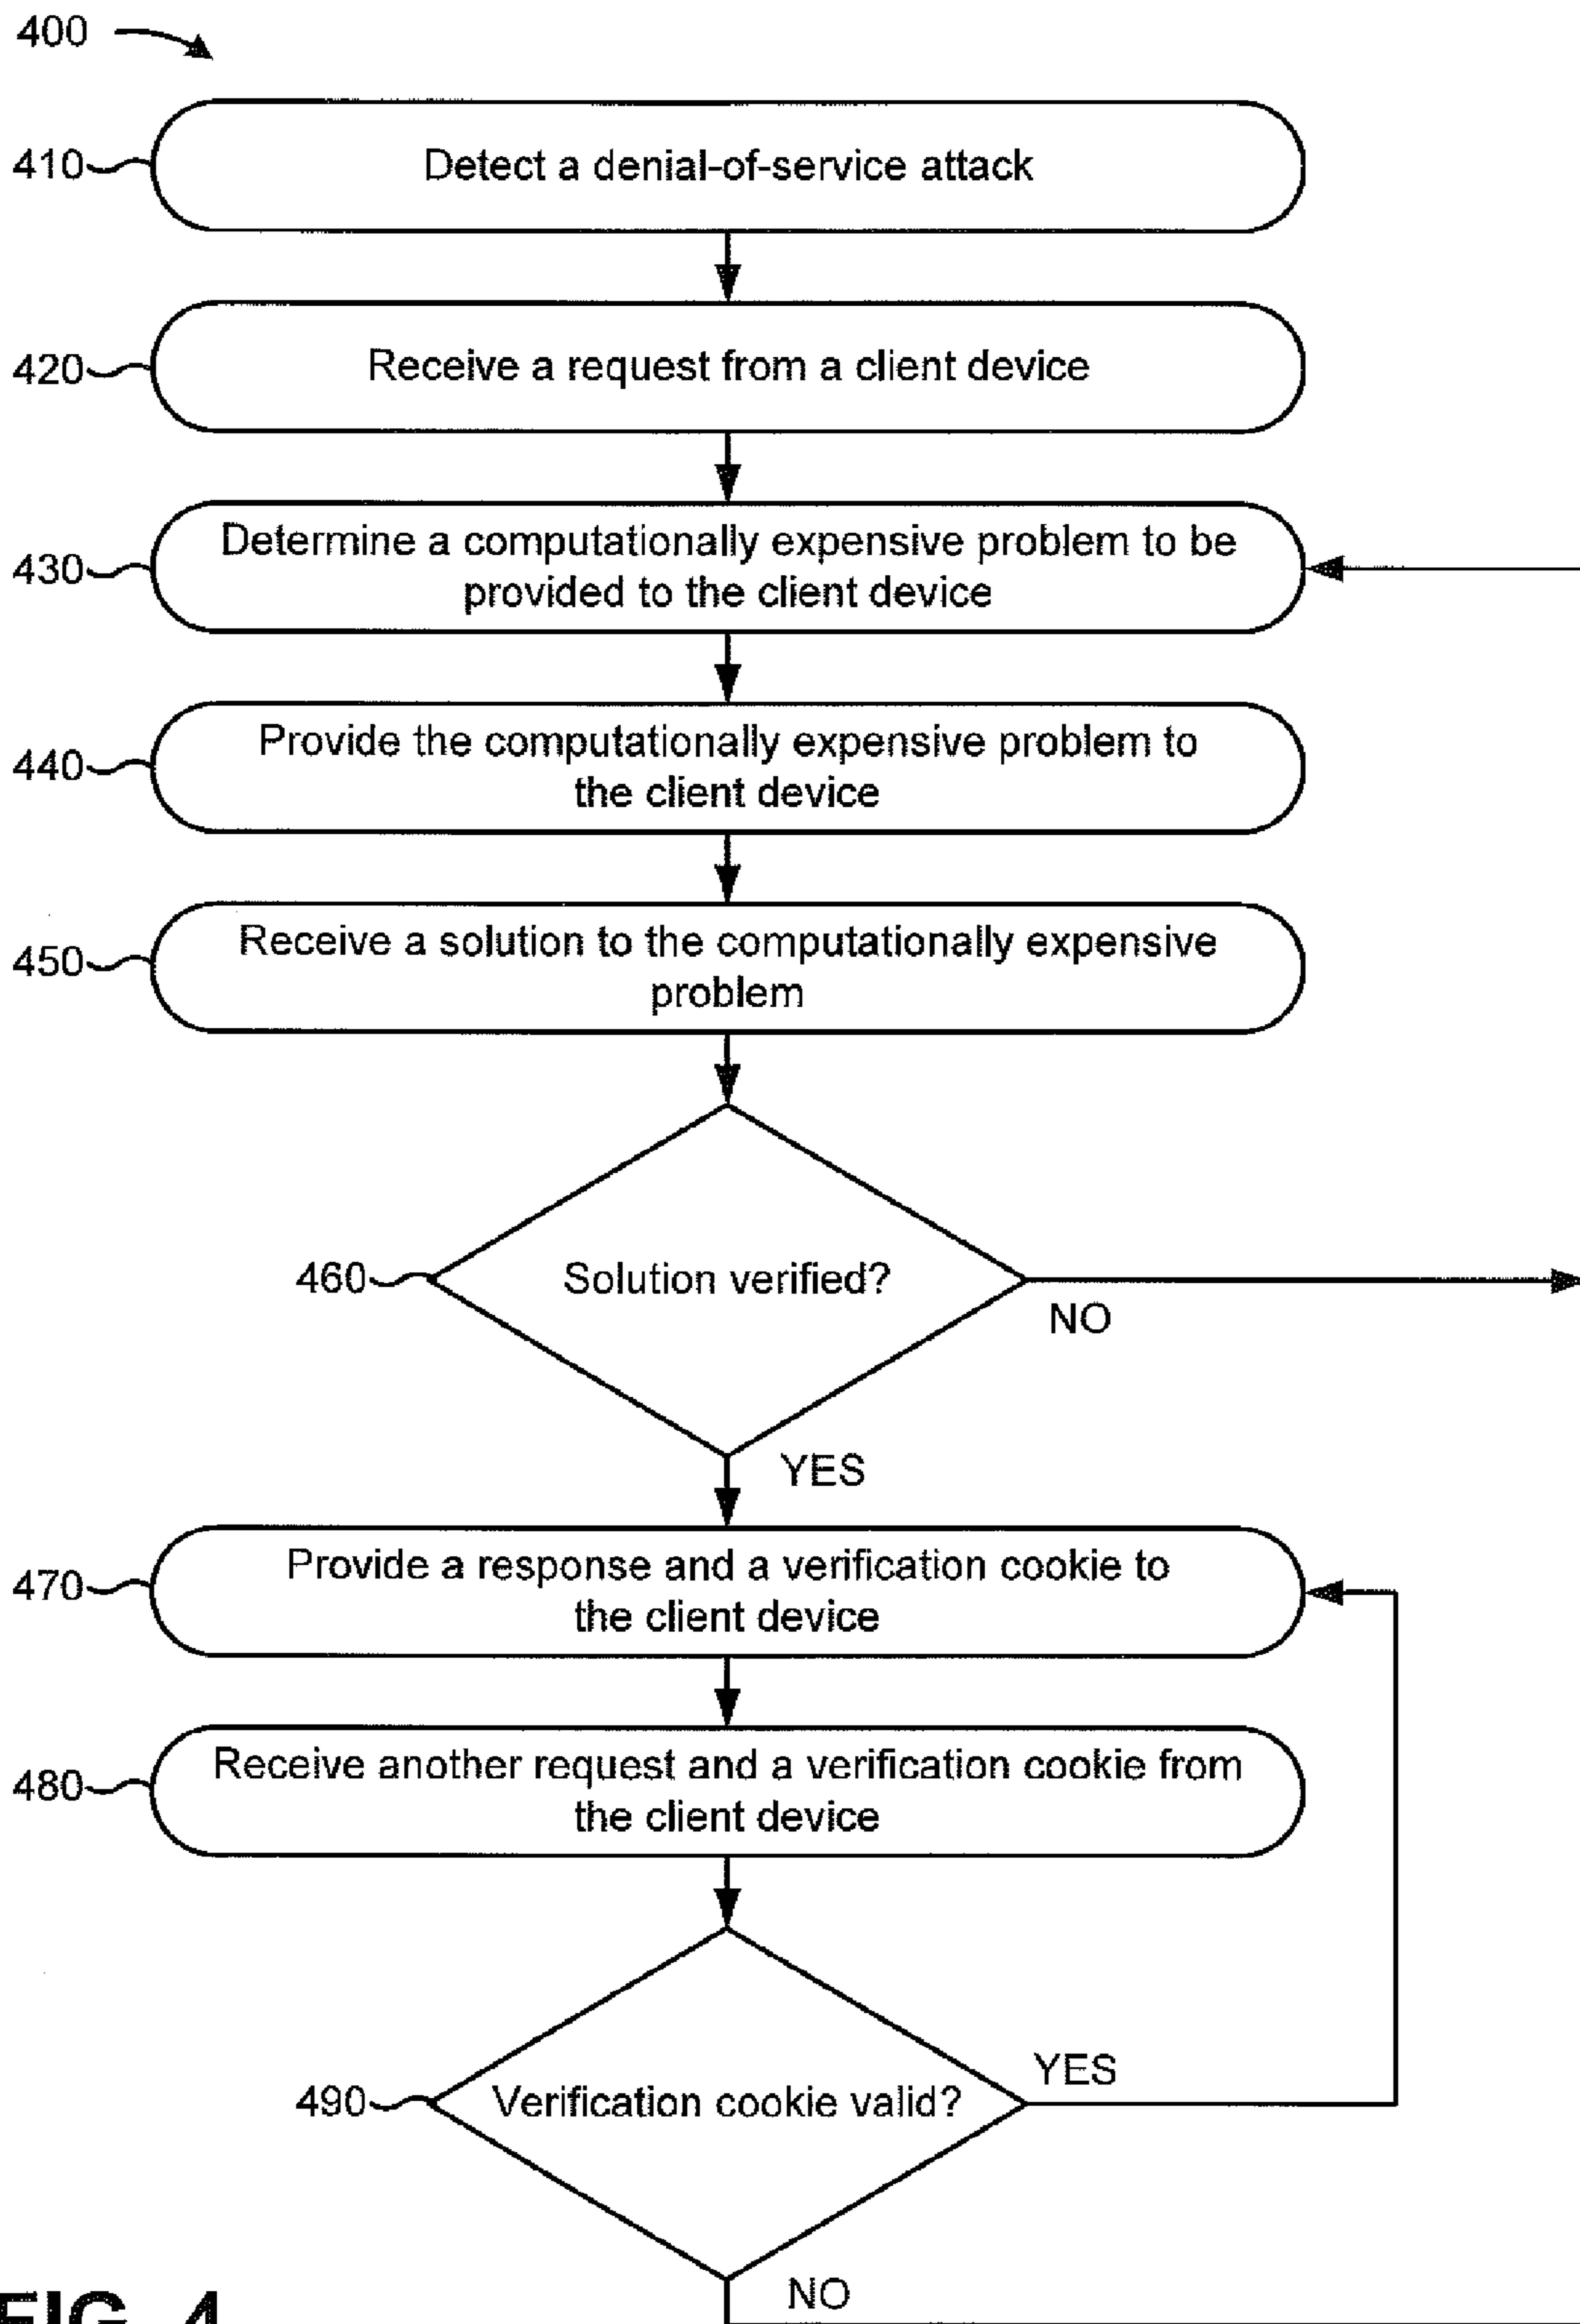 400
410
Detect a denial-of-service attack
420
Receive a request from a client device
430
Determine a computationally expensive problem to be
provided to the client device
440
Provide the computationally expensive problem to
the client device
450
Receive a solution to the computationally expensive
problem
460
Solution verified?
NO
YES
470
Provide a response and a verification cookie to
the client device
480
Receive another request and a verification cookie from
the client device
490
Verification cookie valid?
YES
NO
FIG. 4